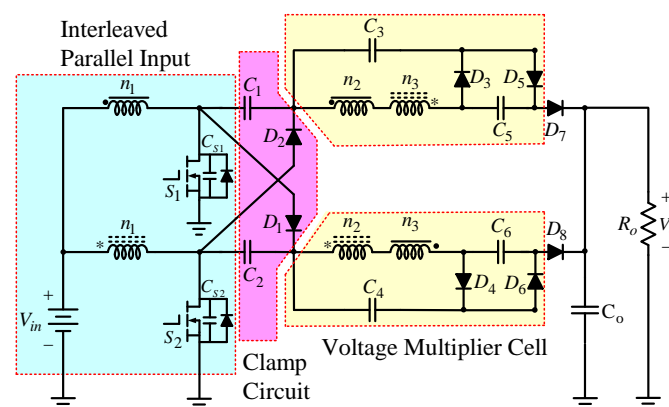 Interleaved
Parallel Input
n1
C1
C3
n2
n3
*
D3
D5
C5
D7
CS1
S1
D2
D1
* n1
C2
* n2
n3
C6
D8
D4
D6
C4
Vin
+
−
CS2
S2
Ro
+
V
−
Co
Clamp
Circuit
Voltage Multiplier Cell